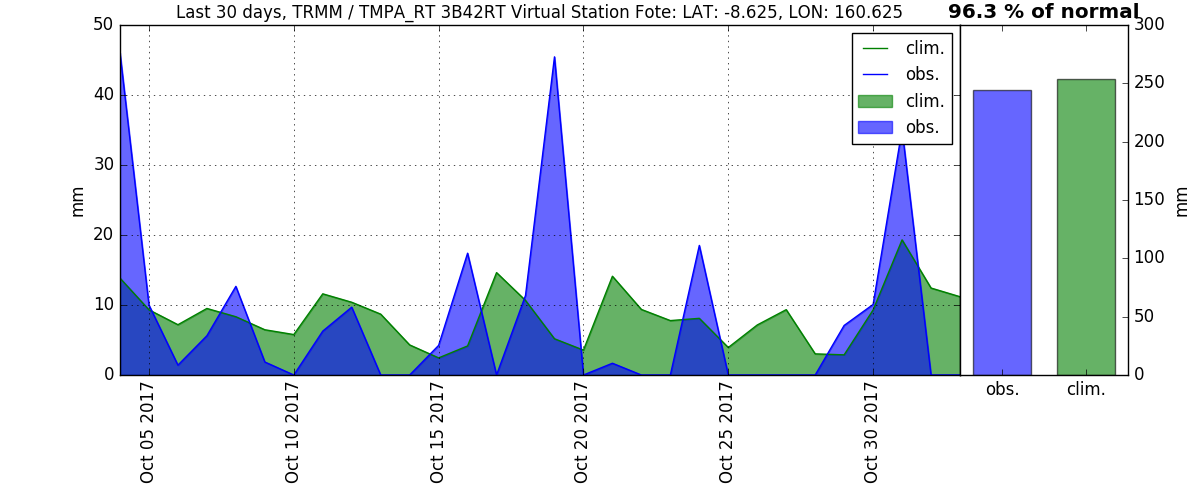 Last 30 days, TRMM / TMPA_RT 3B42RT Virtual Station Fote: LAT: -8.625, LON: 160.625
96.3 % of normal
50
40
30
20
10
0
mm
clim.
obs.
clim.
obs.
Oct 05 2017
Oct 10 2017
Oct 15 2017
Oct 20 2017
Oct 25 2017
Oct 30 2017
300
250
200
150
100
50
0
mm
obs.
clim.